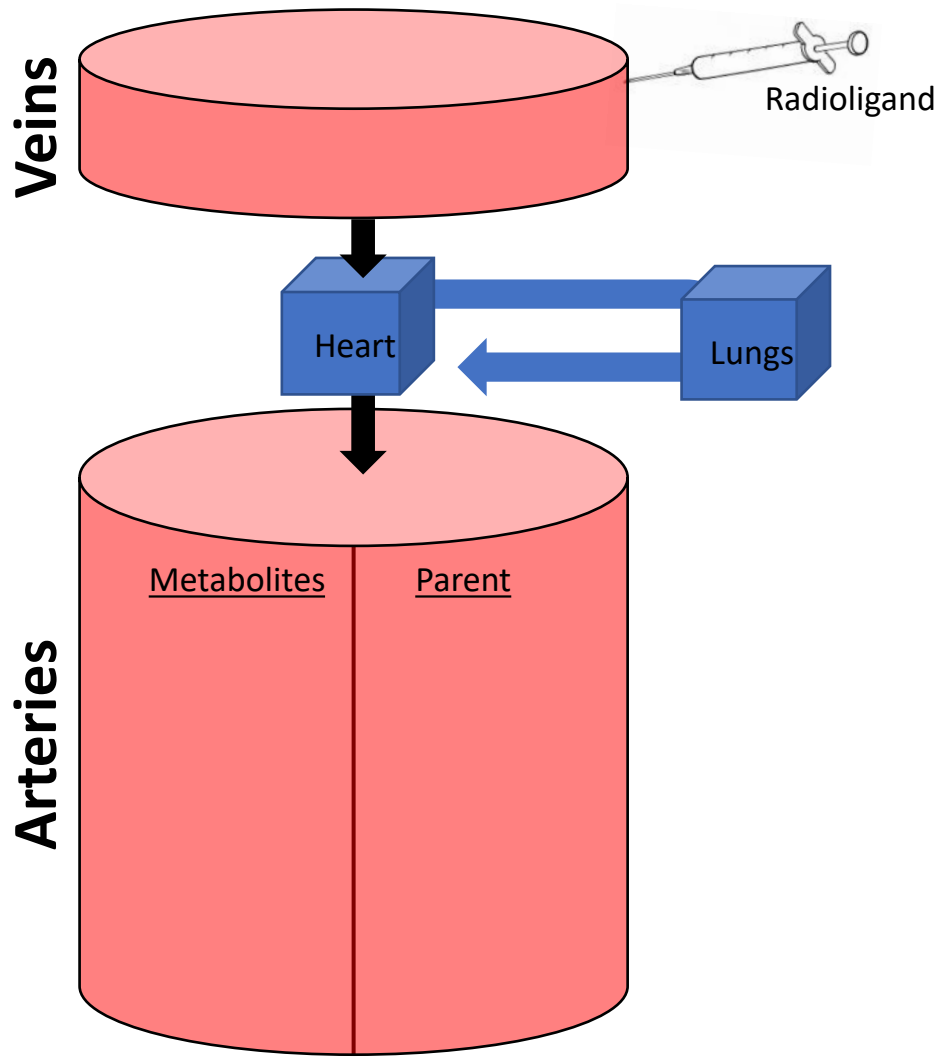 Veins
Radioligand
Heart
Lungs
Arteries
Metabolites
Parent